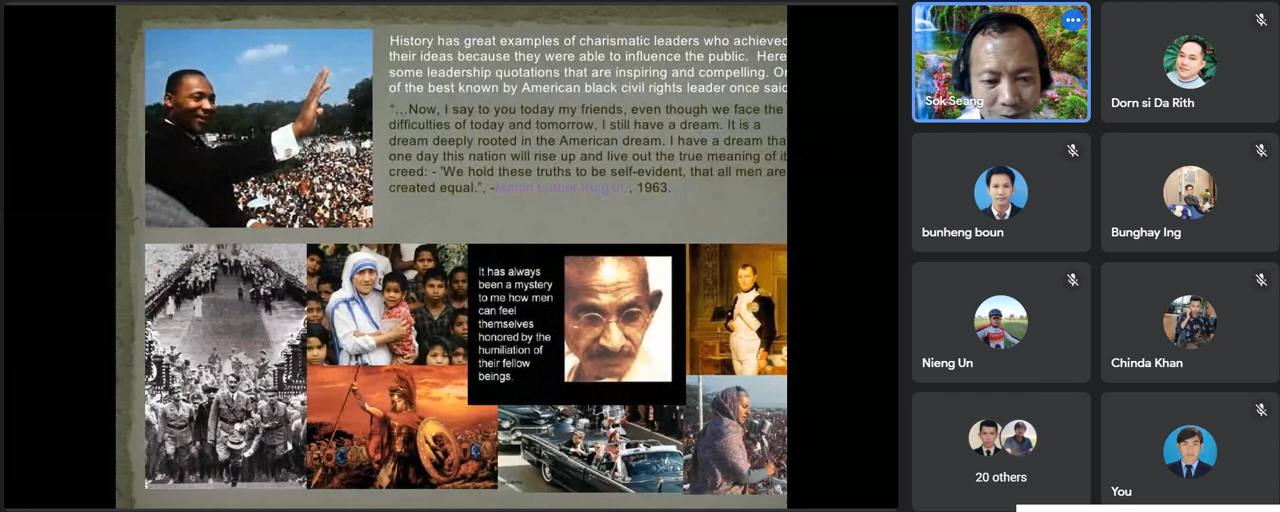 History has great examples of charismatic leaders who achieved
their ideas because they were able to influence the public. Here
some leadership quotations that are inspiring and compelling. On
of the best known by American black civil rights leader once said
"…Now, I say to you today my friends, even though we face the
difficulties of today and tomorrow, I still have a dream. It is a
dream deeply rooted in the American dream. I have a dream tha
one day this nation will rise up and live out the true meaning of it
creed: - 'We hold these truths to be self-evident, that all men are
created equal.", -Martin Luther King Jr., 1963.
It has always
been a mystery
to me how men
can feel
themselves
honored by the
humiliation of
their fellow
beings.
Sok Seang
Dorn si Da Rith
bunheng boun
Bunghay Ing
Nieng Un
Chinda Khan
20 others
You